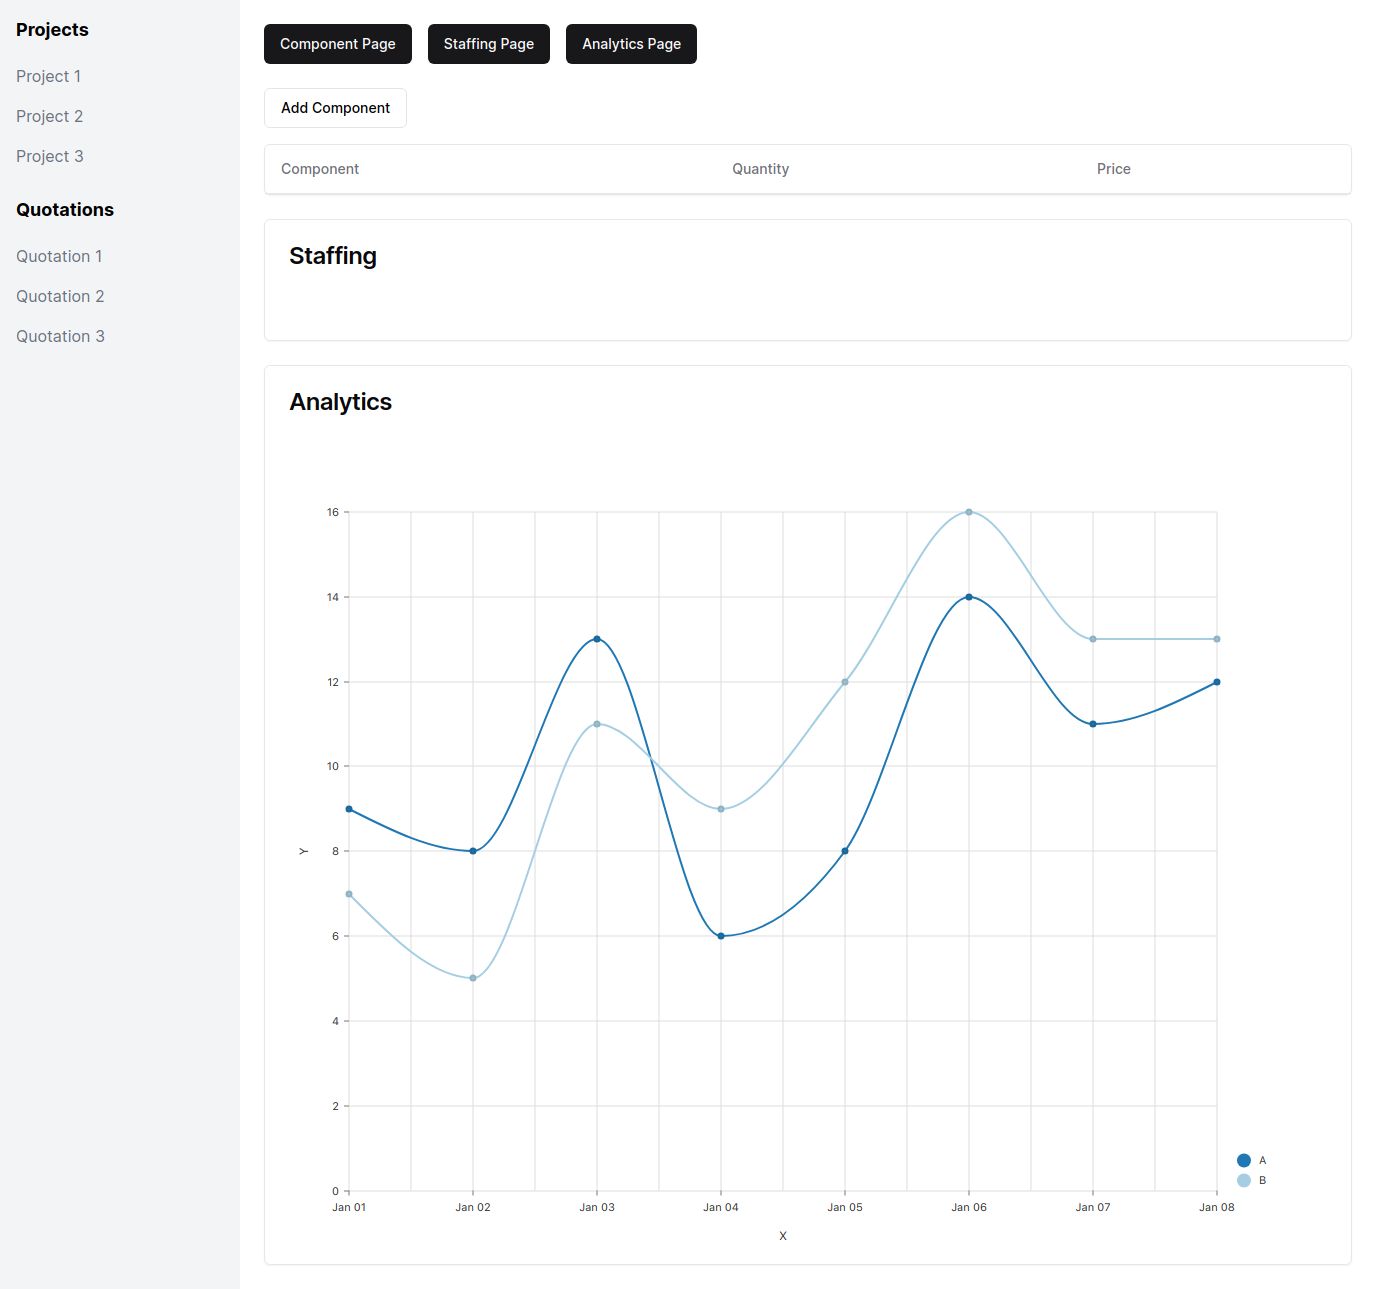 Projects
Project 1
Project 2
Project 3
Quotations
Quotation 1
Quotation 2
Quotation 3
Component Page Staffing Page Analytics Page
Add Component
Component Quantity Price
Staffing
Analytics
16
14
12
10
8
6
4
2
0
Y
Jan 01 Jan 02 Jan 03 Jan 04 Jan 05 Jan 06 Jan 07 Jan 08
X
A
B